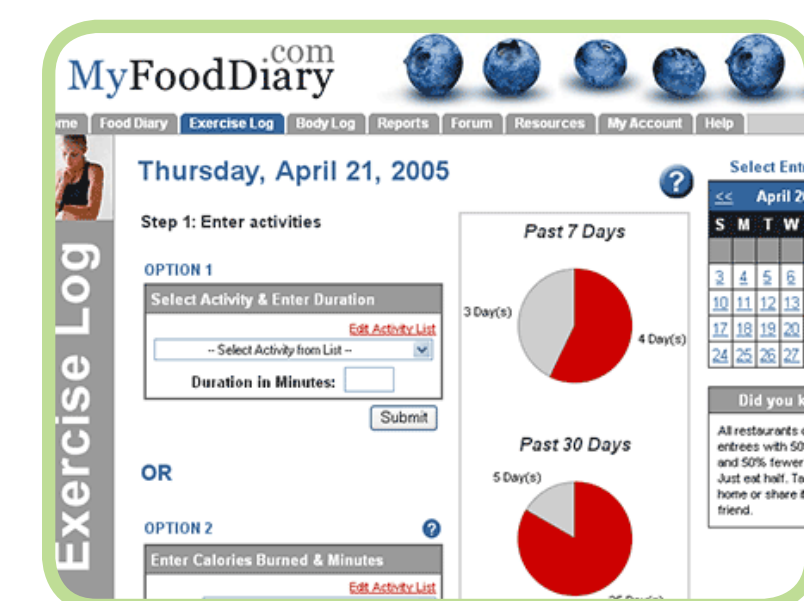 MyFoodDiary.com
Food Diary Exercise Log Body Log Reports Forum Resources My Account Help
Exercise Log
Thursday, April 21, 2005
?
Step 1: Enter activities
OPTION 1
Select Activity & Enter Duration
Edit Activity List
-- Select Activity from List --
Duration in Minutes:
Submit
OR
OPTION 2
?
Enter Calories Burned & Minutes
Edit Activity List
Past 7 Days
3 Day(s)
4 Day(s)
Past 30 Days
5 Day(s)
Select
<< April
S M T W
3 4 5 6
10 11 12 13
17 18 19 20
24 25 26 27
Did you
All restaurants
entrees with
and 50% fewer
Just eat half.
home or share
friend.